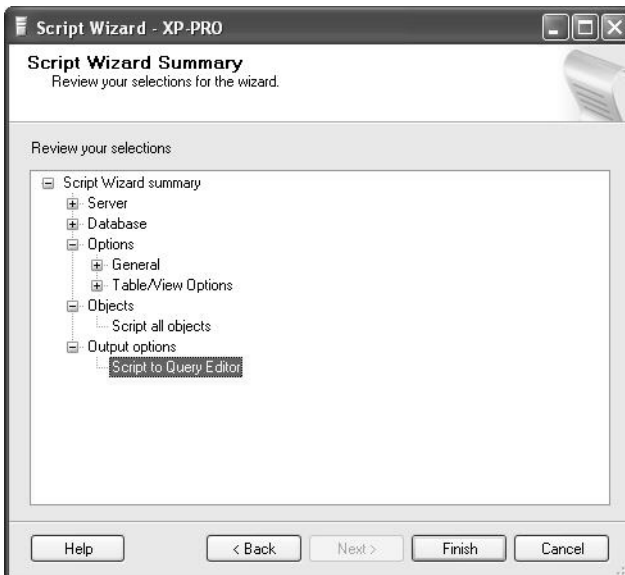 Script Wizard - XP-PRO
Script Wizard Summary
Review your selections for the wizard.
Review your selections
Script Wizard summary
Server
Database
Options
General
Table/View Options
Objects
Script all objects
Output options
Script to Query Editor
Help
< Back
Next >
Finish
Cancel